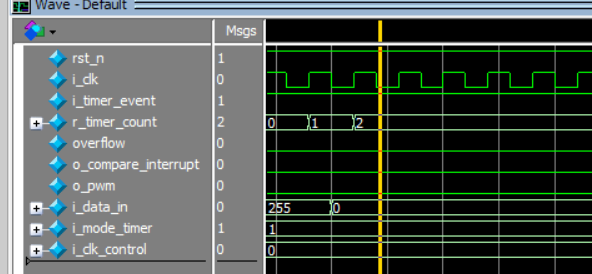 Wave - Default
Msgs
rst_n 1
i_clk 0
i_timer_event 1
r_timer_count 2 0 1 2
overflow 0
o_compare_interrupt 0
o_pwm 0
i_data_in 0 255 0
i_mode_timer 1 1
i_clk_control 0 0